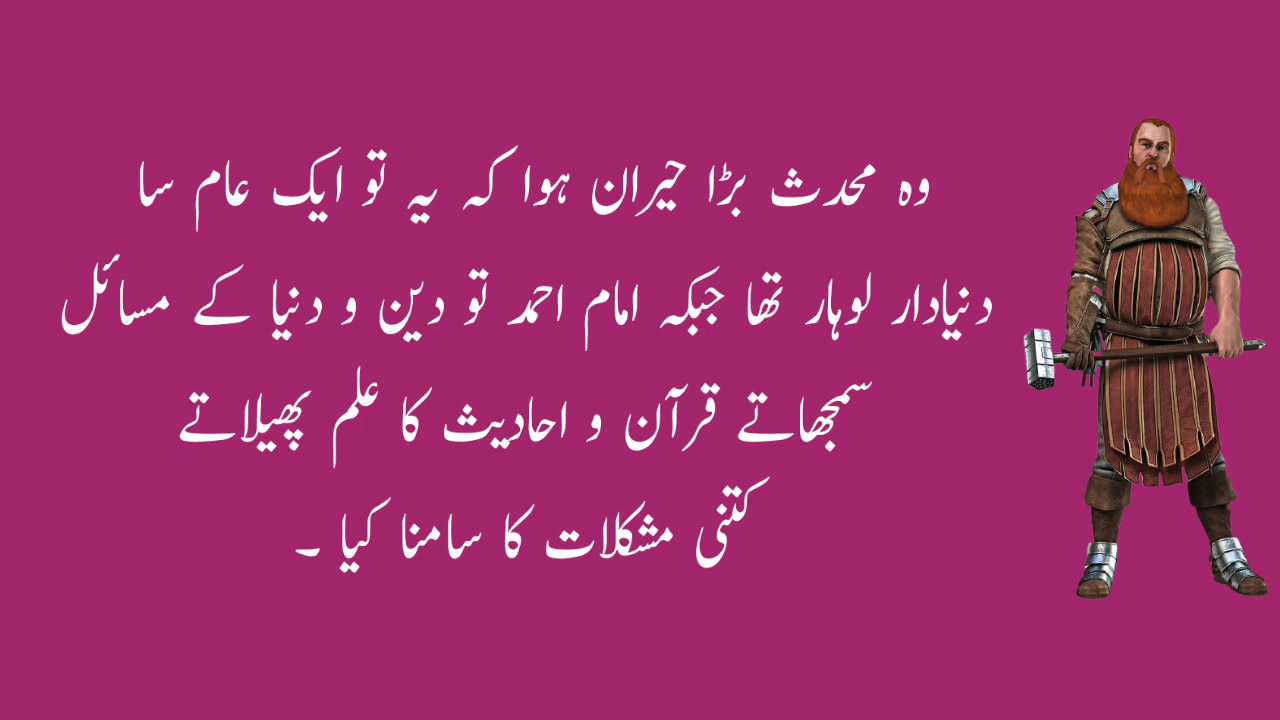 وہ محدث بڑا حیران ہوا کہ یہ تو ایک عام سا
دنیادار لوہار تھا جبکہ امام احمد تو دین و دنیا کے مسائل
سمجھاتے قرآن و احادیث کا علم پھیلاتے
کتنی مشکلات کا سامنا کیا ۔